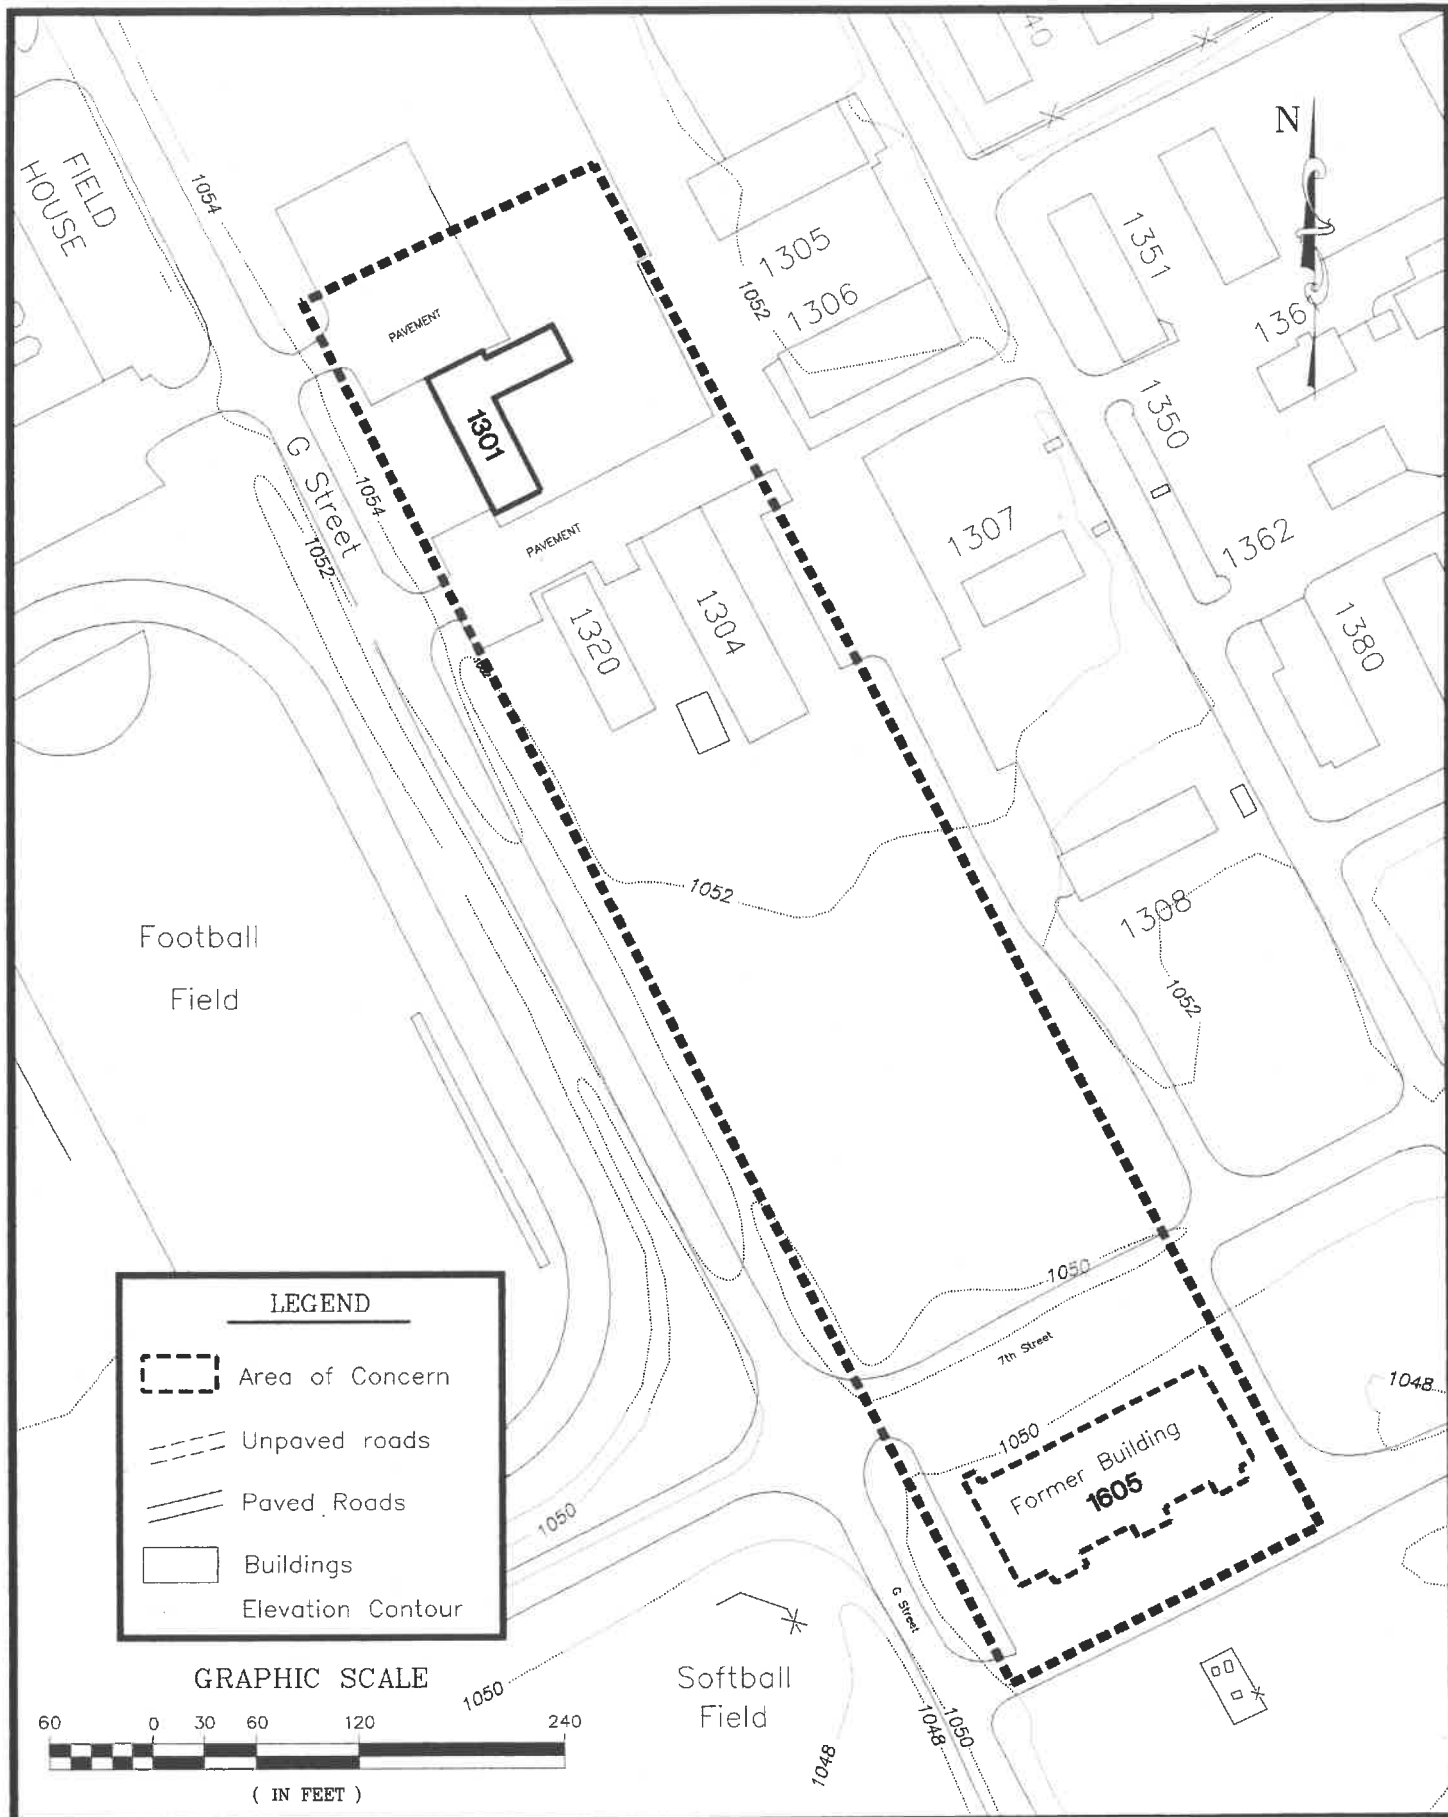 40
N
FIELD
HOUSE
1054
1305
1052
1306
1351
136
PAVEMENT
1301
G Street
1054
1052
1350
PAVEMENT
1307
1362
1320
1304
1380
1052
1308
1052
Football
Field
1050
7th Street
1048
1050
Former Building
1605
LEGEND
Area of Concern
Unpaved roads
Paved Roads
Buildings
Elevation Contour
1050
G Street
GRAPHIC SCALE
1050
Softball
Field
1048
1050
1048
60 0 30 60 120 240
( IN FEET )